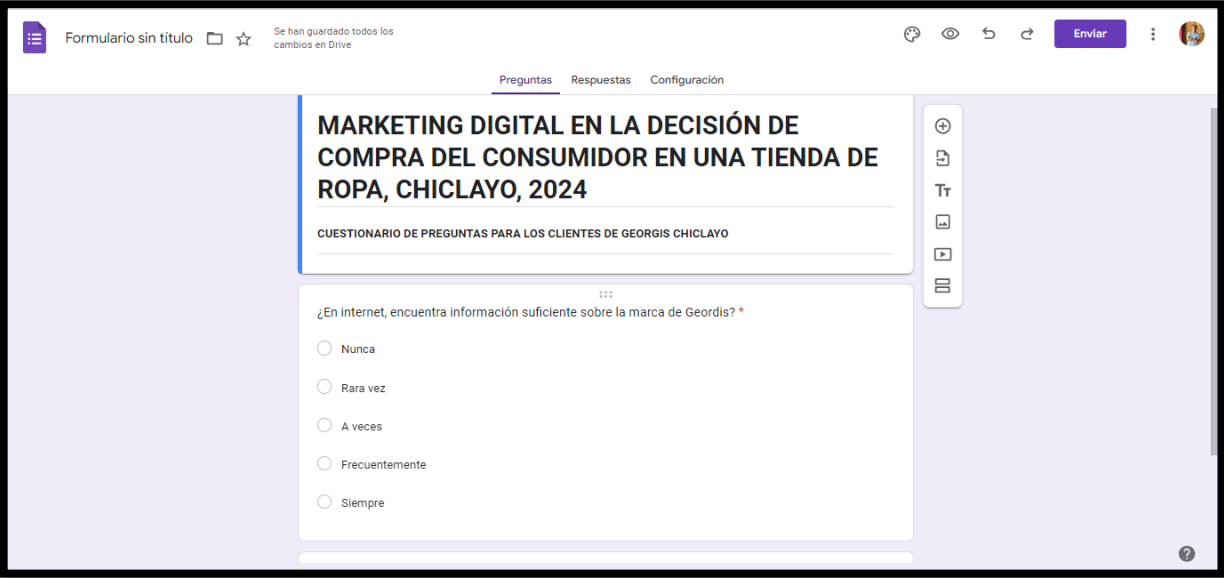 Formulario sin título
Se han guardado todos los
cambios en Drive
Enviar
Preguntas Respuestas Configuración
MARKETING DIGITAL EN LA DECISIÓN DE
COMPRA DEL CONSUMIDOR EN UNA TIENDA DE
ROPA, CHICLAYO, 2024
CUESTIONARIO DE PREGUNTAS PARA LOS CLIENTES DE GEORGIS CHICLAYO
¿En internet, encuentra información suficiente sobre la marca de Geordis? *
Nunca
Rara vez
A veces
Frecuentemente
Siempre